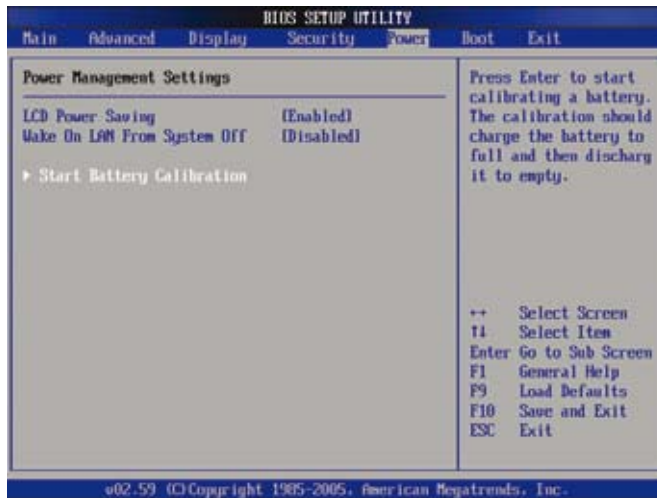 BIOS SETUP UTILITY
Main Advanced Display Security Power Boot Exit
Power Management Settings
LCD Power Saving [Enabled]
Wake On LAN From System Off [Disabled]
▶ Start Battery Calibration
Press Enter to start
calibrating a battery.
The calibration should
charge the battery to
full and then discharg
it to empty.
↔ Select Screen
↑↓ Select Item
Enter Go to Sub Screen
F1 General Help
F9 Load Defaults
F10 Save and Exit
ESC Exit
v02.59 (C)Copyright 1985-2005, American Megatrends, Inc.